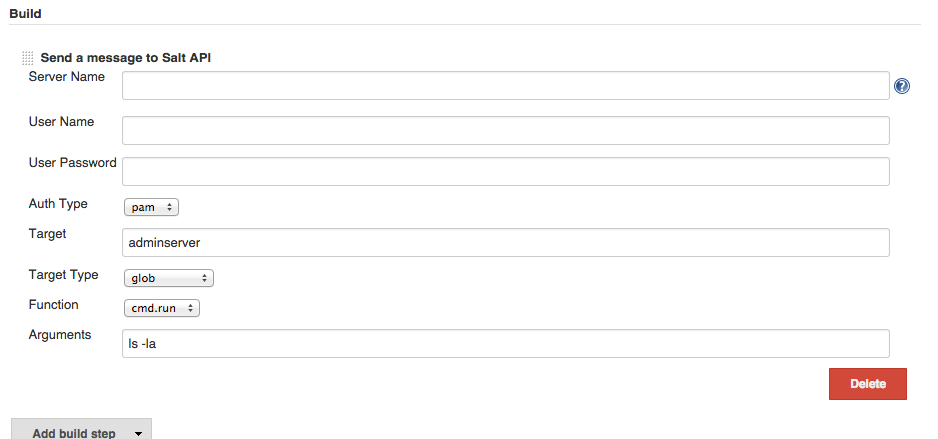 Build
Send a message to Salt API
Server Name
?
User Name
User Password
Auth Type
pam
Target
adminserver
Target Type
glob
Function
cmd.run
Arguments
ls -la
Delete
Add build step